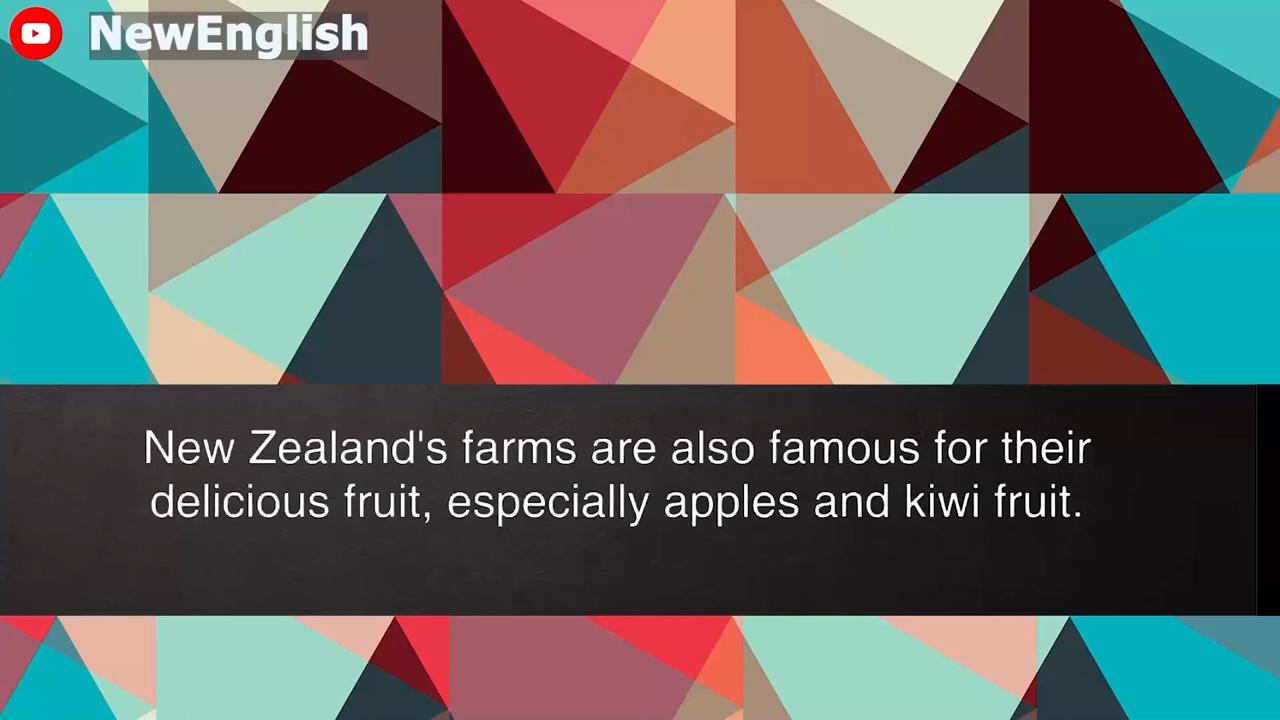 NewEnglish
New Zealand's farms are also famous for their
delicious fruit, especially apples and kiwi fruit.